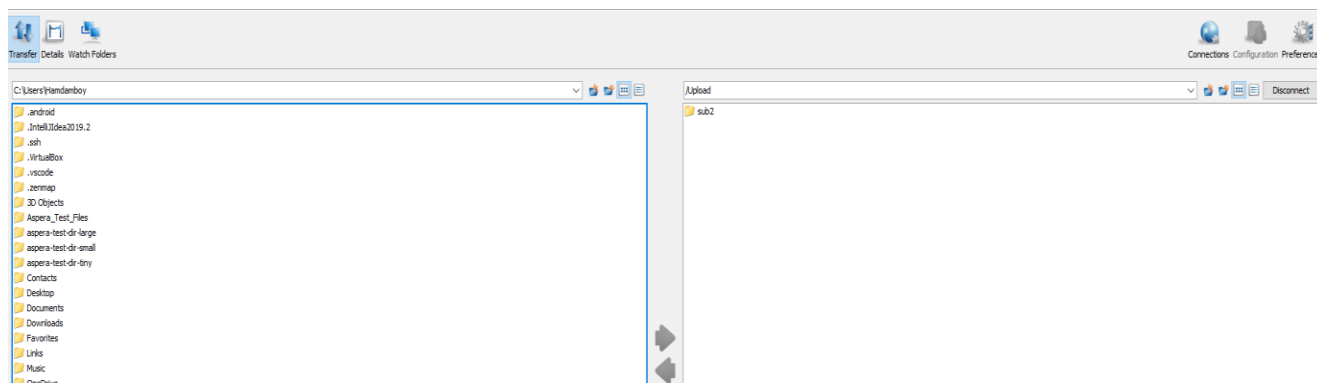 Transfer Details Watch Folders
Connections Configuration Preference
C:\Users\Hamdamboy
.android
.IntelliJIdea2019.2
.ssh
.VirtualBox
.vscode
.zenmap
3D Objects
Aspera_Test_Files
aspera-test-dir-large
aspera-test-dir-small
aspera-test-dir-tiny
Contacts
Desktop
Documents
Downloads
Favorites
Links
Music
OneDrive
/Upload
Disconnect
sub2